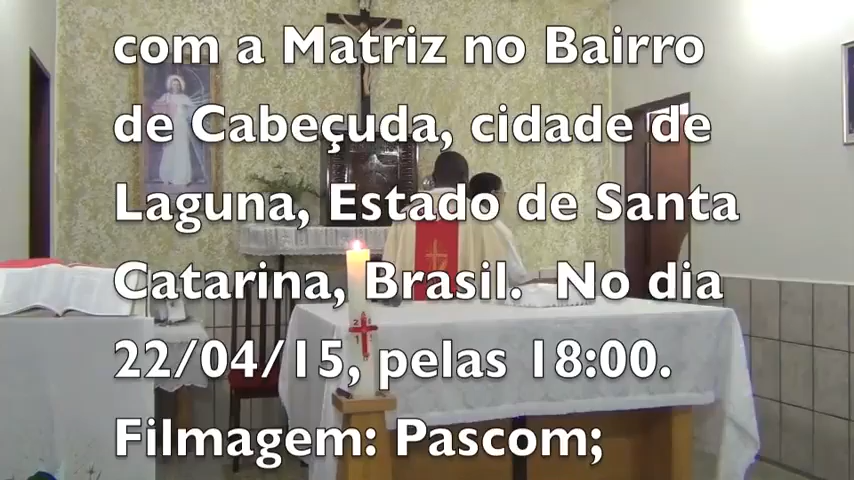 com a Matriz no Bairro
de Cabeçuda, cidade de
Laguna, Estado de Santa
Catarina, Brasil. No dia
22/04/15, pelas 18:00.
Filmagem: Pascom;